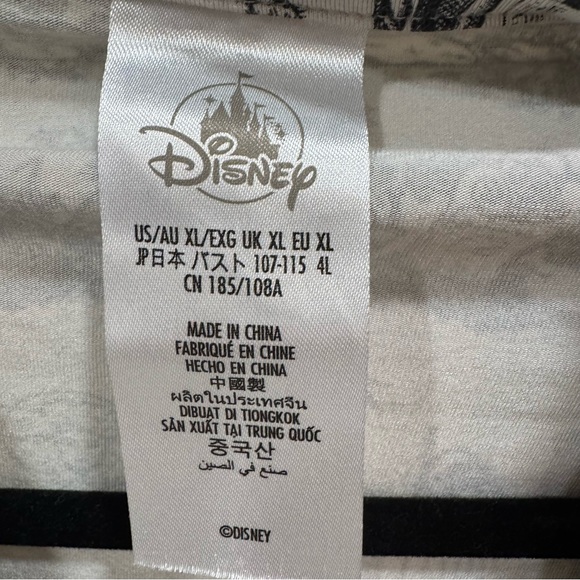 Disney
US/AU XL/EXG UK XL EU XL
JP日本 バスト 107-115 4L
CN 185/108A
MADE IN CHINA
FABRIQUÉ EN CHINE
HECHO EN CHINA
中國製
ผลิตในประเทศจีน
DIBUAT DI TIONGKOK
SẢN XUẤT TẠI TRUNG QUỐC
중국산
صنع في الصين
©DISNEY